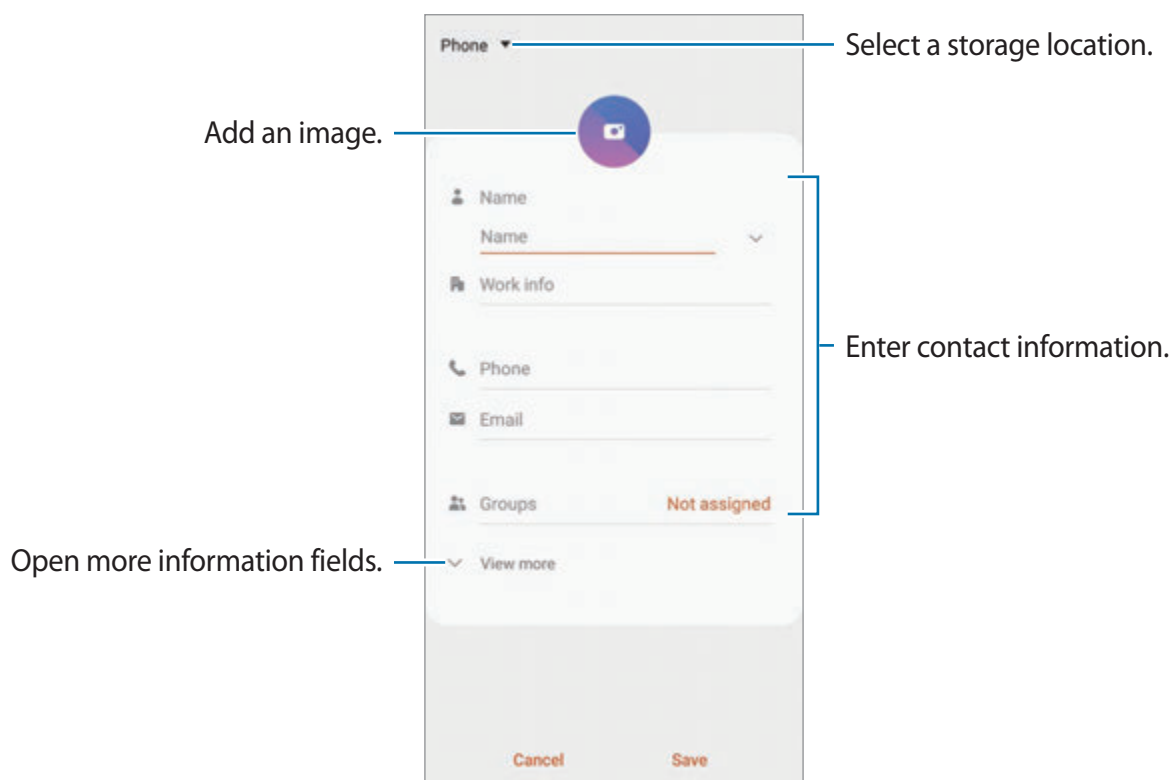 Phone
Select a storage location.
Add an image.
Name
Name
Work info
Enter contact information.
Phone
Email
Groups Not assigned
Open more information fields.
View more
Cancel Save